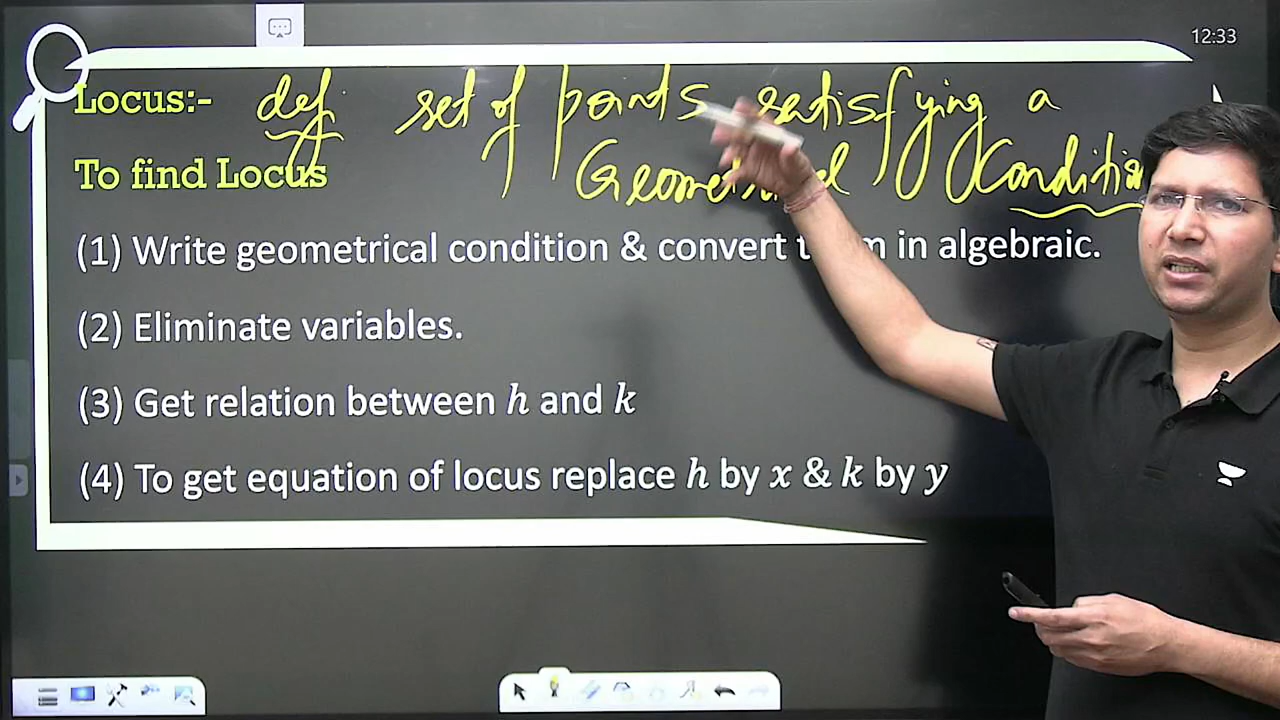 12:33
Locus:- def. set of points satisfying a
To find Locus Geometrical Condition
(1) Write geometrical condition & convert them in algebraic.
(2) Eliminate variables.
(3) Get relation between h and k
(4) To get equation of locus replace h by x & k by y